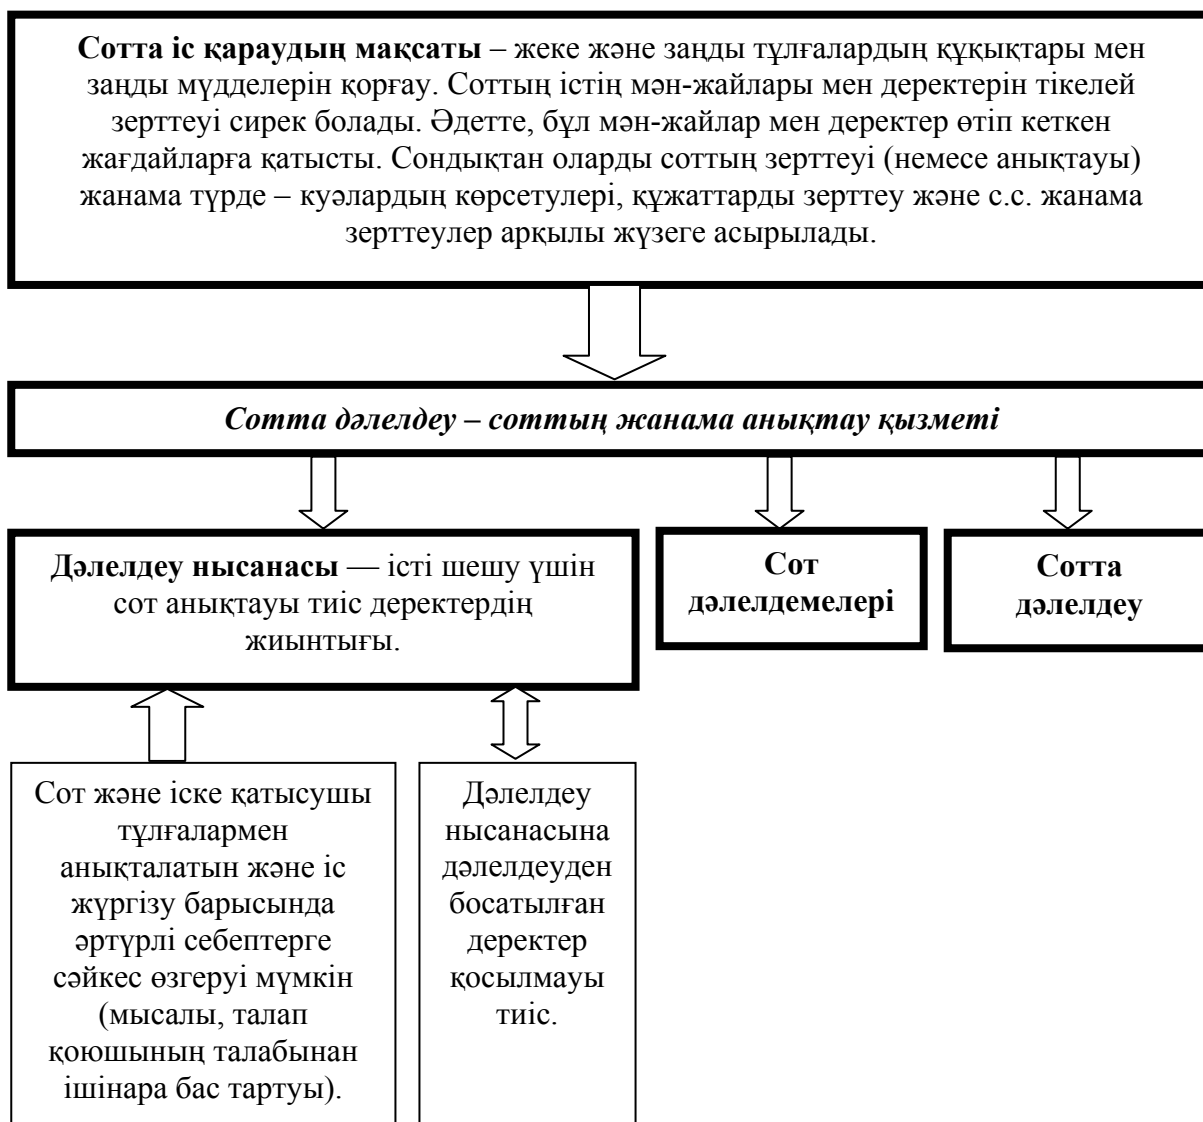 Сотта іс қараудың мақсаты – жеке және заңды тұлғалардың құқықтары мен
заңды мүдделерін қорғау. Соттың істің мән-жайлары мен деректерін тікелей
зерттеуі сирек болады. Әдетте, бұл мән-жайлар мен деректер өтіп кеткен
жағдайларға қатысты. Сондықтан оларды соттың зерттеуі (немесе анықтауы)
жанама түрде – куәлардың көрсетулері, құжаттарды зерттеу және с.с. жанама
зерттеулер арқылы жүзеге асырылады.
Сотта дәлелдеу – соттың жанама анықтау қызметі
Дәлелдеу нысанасы — істі шешу үшін
сот анықтауы тиіс деректердің
жиынтығы.
Сот
дәлелдемелері
Сотта
дәлелдеу
Сот және іске қатысушы
тұлғалармен
анықталатын және іс
жүргізу барысында
әртүрлі себептерге
сәйкес өзгеруі мүмкін
(мысалы, талап
қоюшының талабынан
ішінара бас тартуы).
Дәлелдеу
нысанасына
дәлелдеуден
босатылған
деректер
қосылмауы
тиіс.